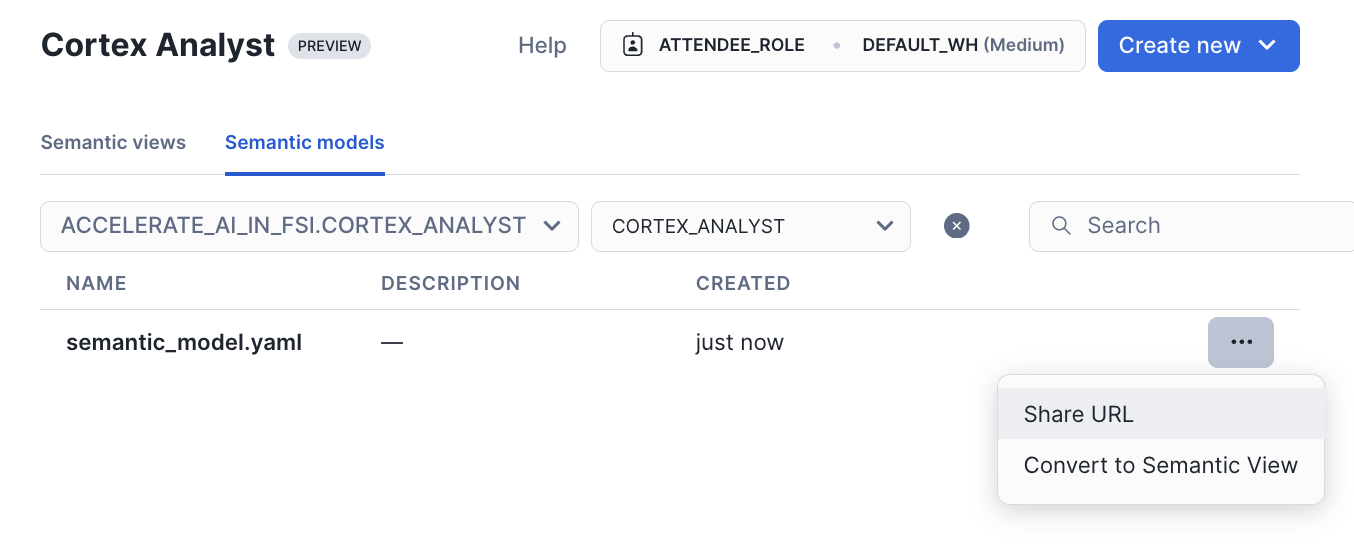 Cortex Analyst PREVIEW Help ATTENDEE_ROLE • DEFAULT_WH (Medium) Create new
Semantic views Semantic models
ACCELERATE_AI_IN_FSI.CORTEX_ANALYST CORTEX_ANALYST Search
NAME DESCRIPTION CREATED
semantic_model.yaml — just now ...
Share URL
Convert to Semantic View